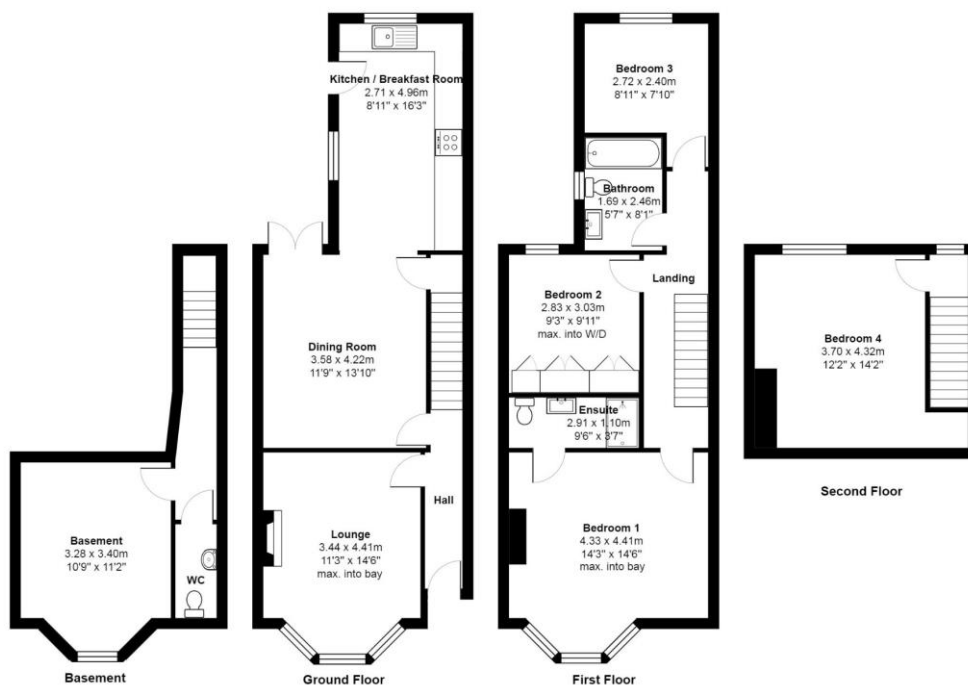 Basement
3.28 x 3.40m
10'9" x 11'2"
WC
Basement
Kitchen / Breakfast Room
2.71 x 4.96m
8'11" x 16'3"
Dining Room
3.58 x 4.22m
11'9" x 13'10"
Lounge
3.44 x 4.41m
11'3" x 14'6"
max. into bay
Hall
Ground Floor
Bedroom 3
2.72 x 2.40m
8'11" x 7'10"
Bathroom
1.69 x 2.46m
5'7" x 8'1"
Landing
Bedroom 2
2.83 x 3.03m
9'3" x 9'11"
max. into W/D
Ensuite
2.91 x 1.10m
9'6" x 3'7"
Bedroom 1
4.33 x 4.41m
14'3" x 14'6"
max. into bay
First Floor
Bedroom 4
3.70 x 4.32m
12'2" x 14'2"
Second Floor